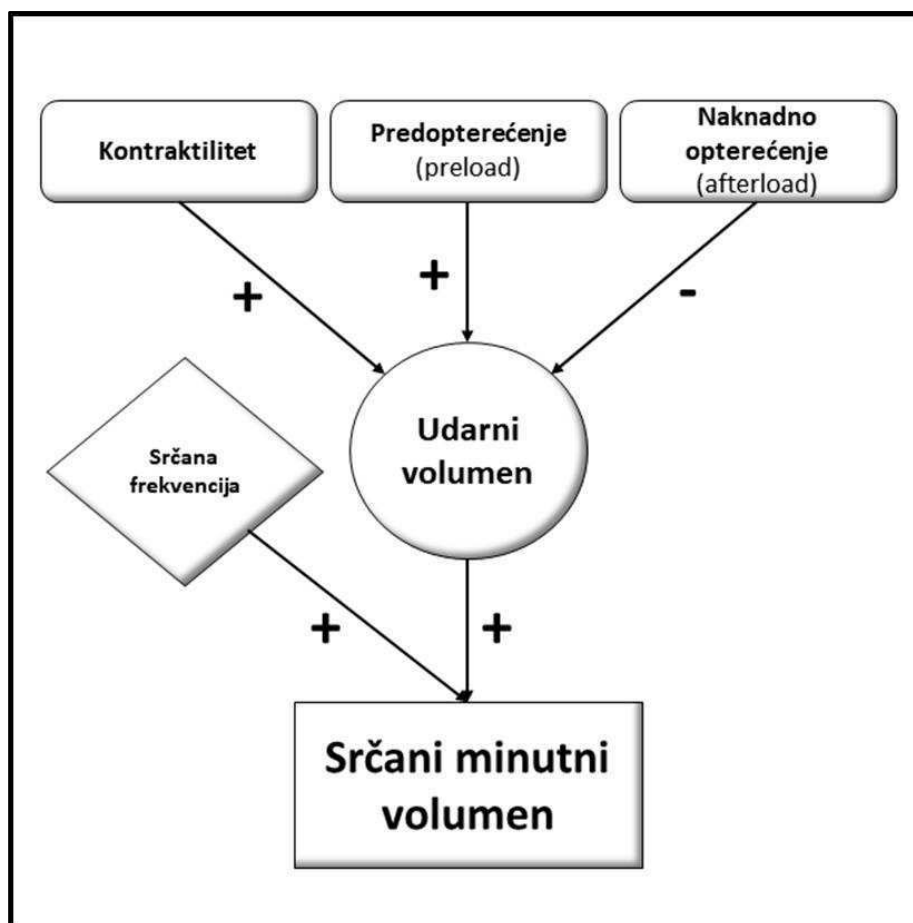 Kontraktilitet
Predopterećenje
(preload)
Naknadno
opterećenje
(afterload)
+
+
-
Udarni
volumen
Srčana
frekvencija
+
+
Srčani minutni
volumen